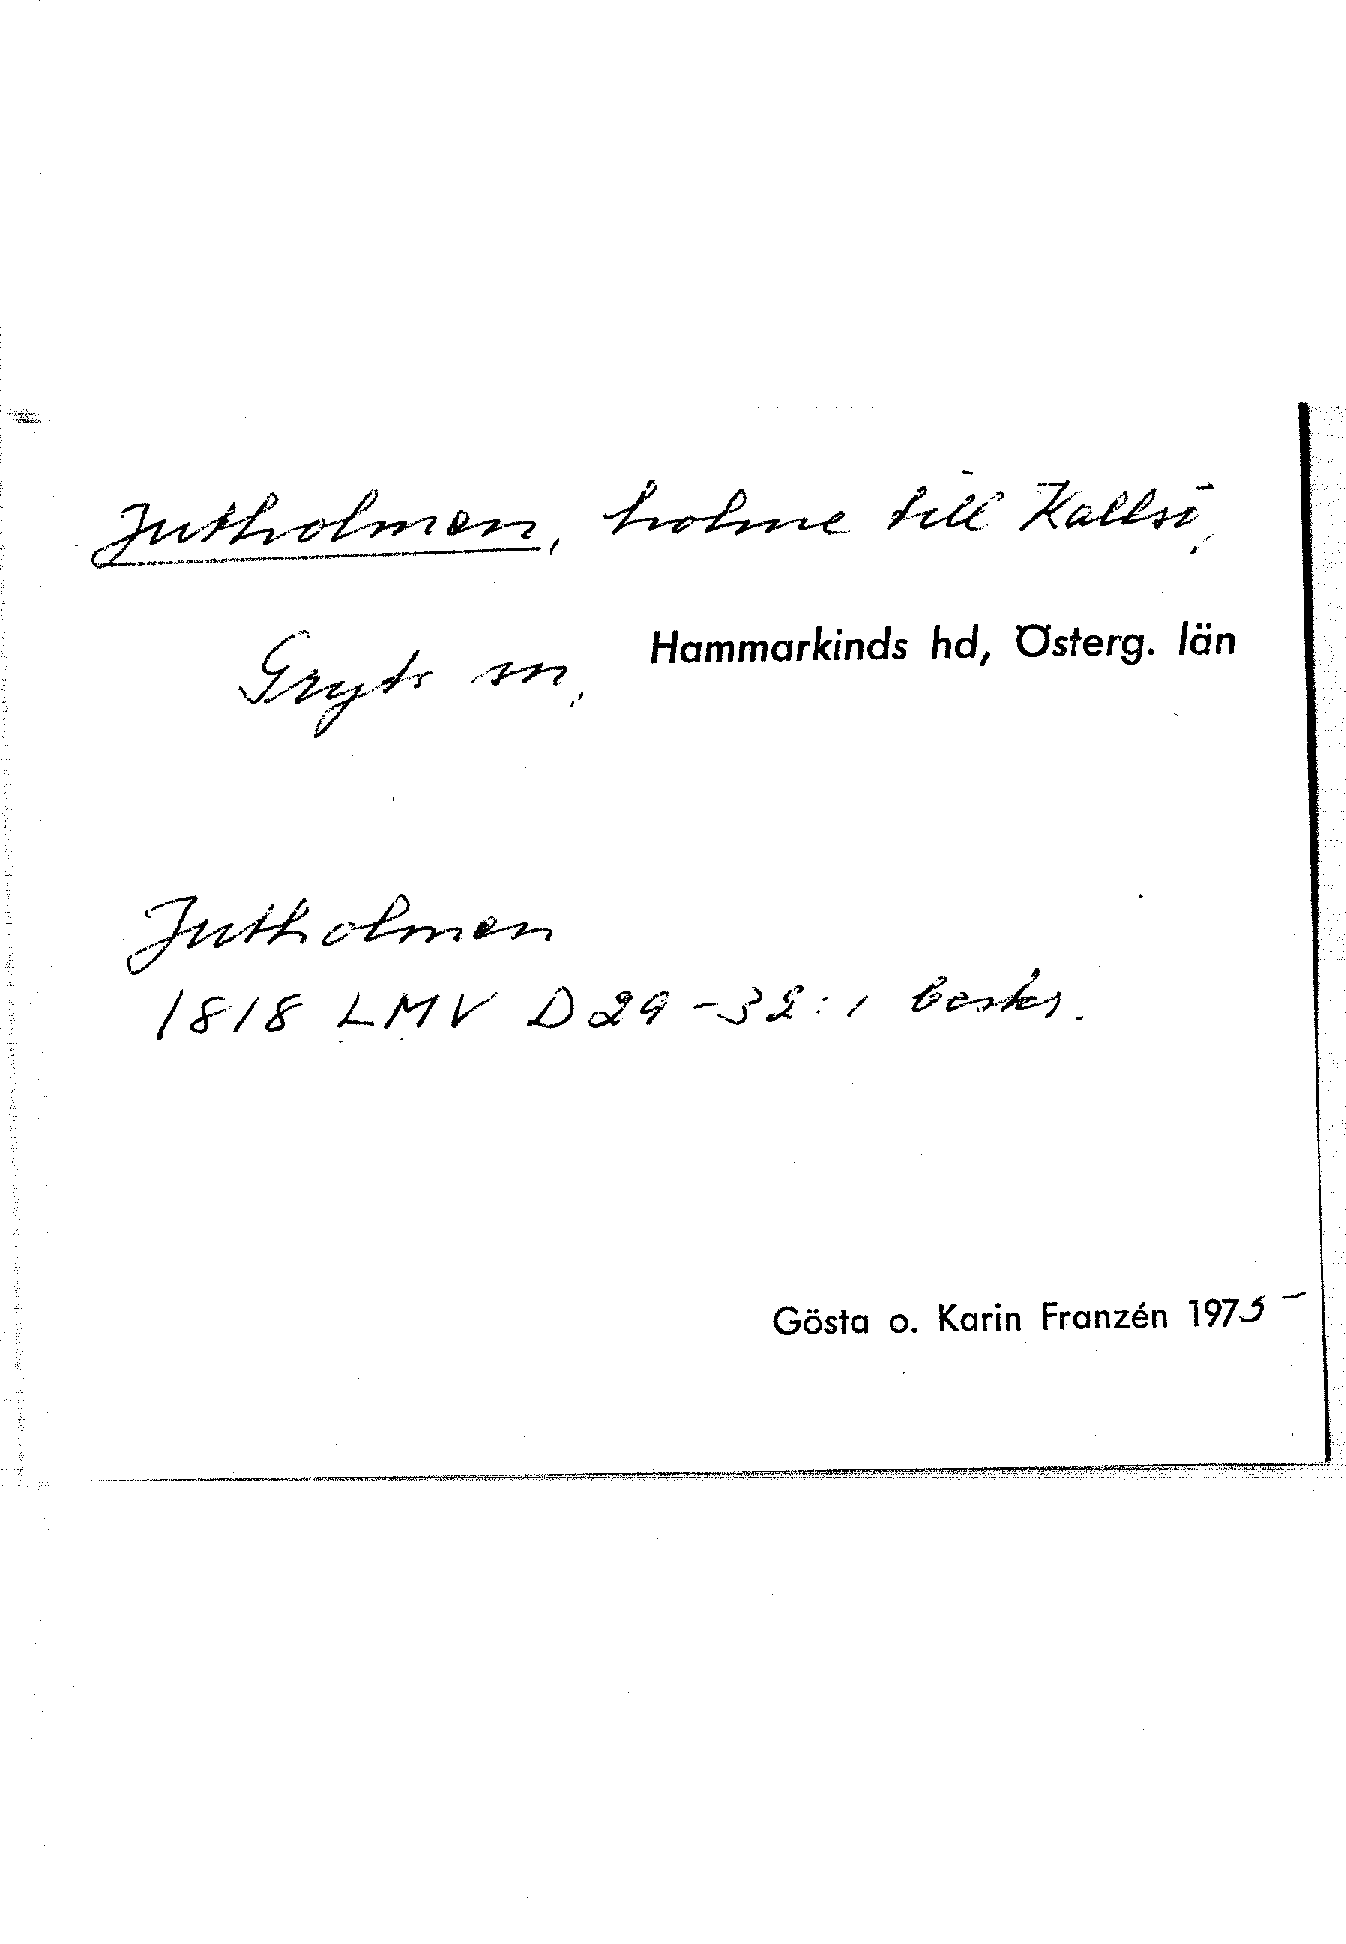 Jutholmen, holme till Kallsö,
Gryts sn, Hammarkinds hd, Österg. län
Jutholmen
1818 LMV D29-32:1 beskr.
Gösta o. Karin Franzén 1975